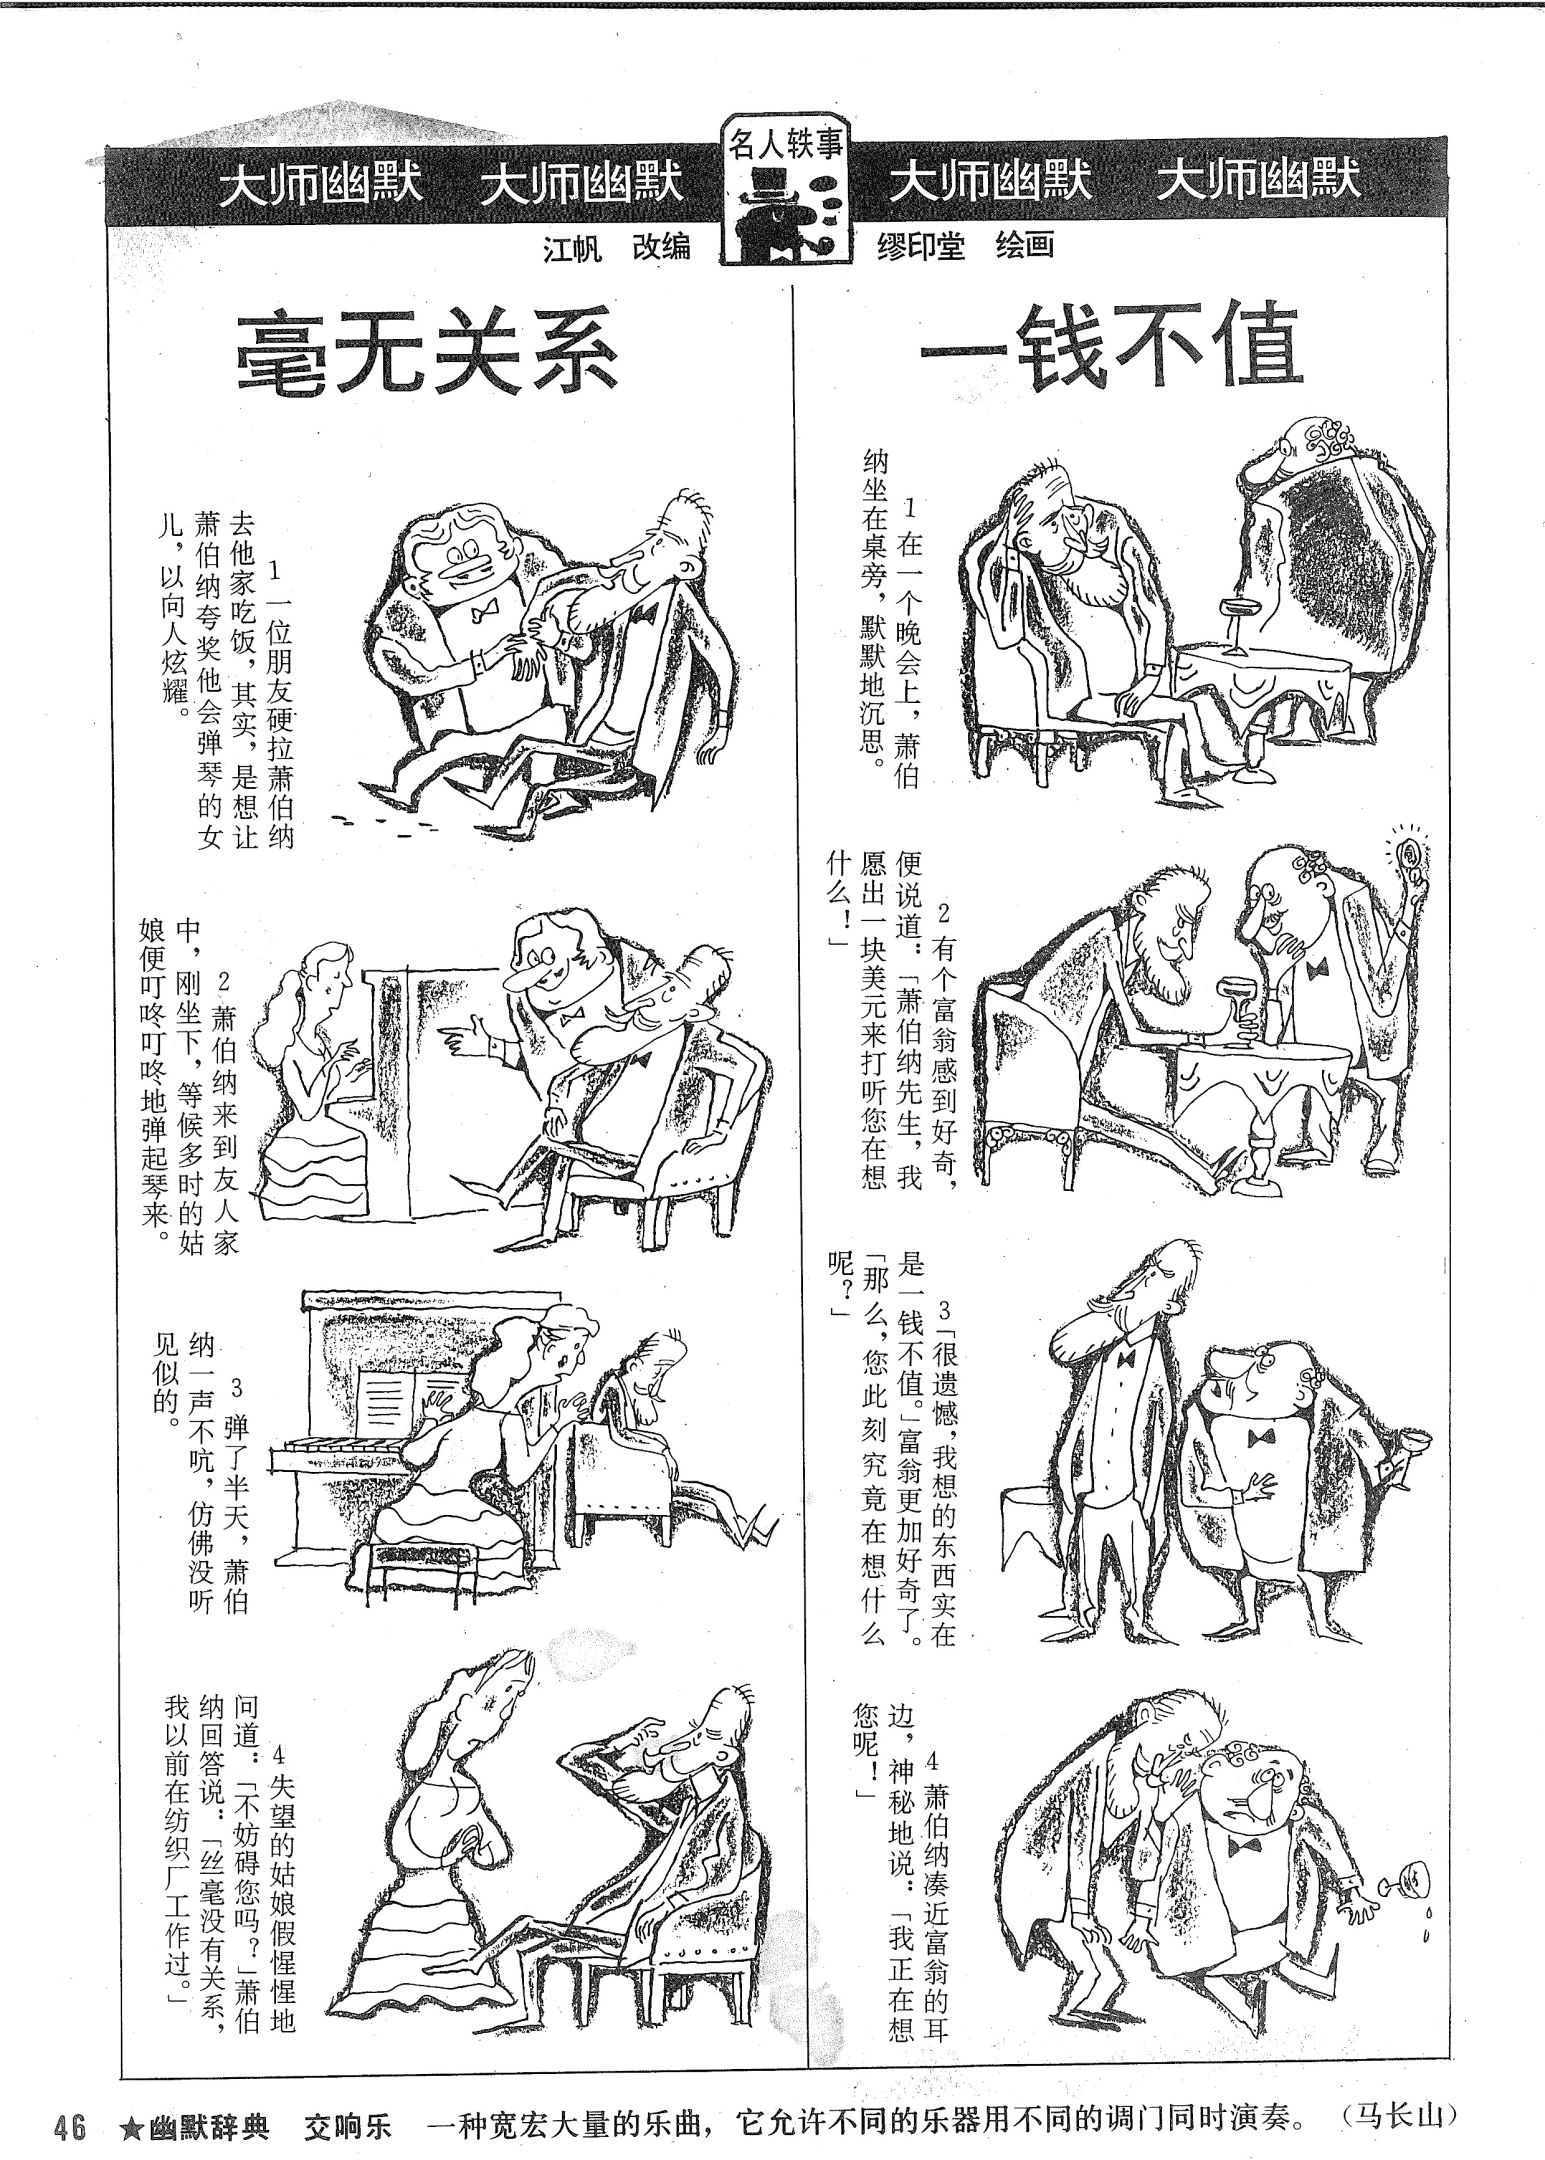 名人轶事
大师幽默 大师幽默 大师幽默 大师幽默
江帆 改编 缪印堂 绘画
毫无关系
1 一位朋友硬拉萧伯纳
去他家吃饭，其实，是想让
萧伯纳夸奖他会弹琴的女
儿，以向人炫耀。
2 萧伯纳来到友人家
中，刚坐下，等候多时的姑
娘便叮咚叮咚地弹起琴来。
3 弹了半天，萧伯
纳一声不吭，仿佛没听
见似的。
4 失望的姑娘假惺惺地
问道：「不妨碍您吗？」萧伯
纳回答说：「丝毫没有关系，
我以前在纺织厂工作过。」
一钱不值
1 在一个晚会上，萧伯
纳坐在桌旁，默默地沉思。
2 有个富翁感到好奇，
便说道：「萧伯纳先生，我
愿出一块美元来打听您在想
什么！」
3「很遗憾，我想的东西实在
是一钱不值。」富翁更加好奇了。
「那么，您此刻究竟在想什么
呢？」
4 萧伯纳凑近富翁的耳
边，神秘地说：「我正在想
您呢！」
46 ★幽默辞典 交响乐 一种宽宏大量的乐曲，它允许不同的乐器用不同的调门同时演奏。（马长山）